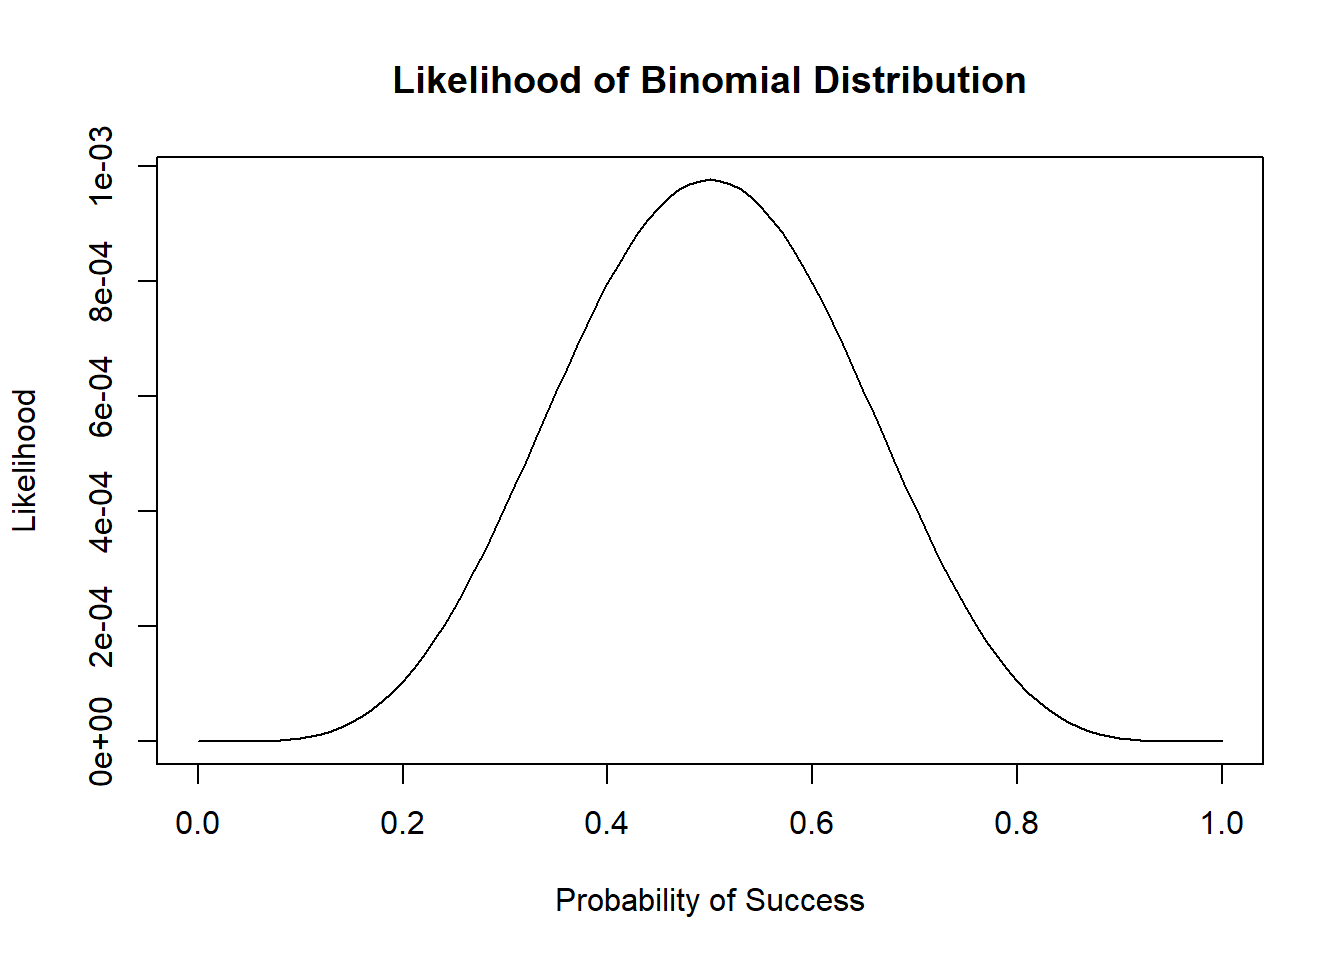 Likelihood of Binomial Distribution
Likelihood
1e-03
8e-04
6e-04
4e-04
2e-04
0e+00
0.0 0.2 0.4 0.6 0.8 1.0
Probability of Success